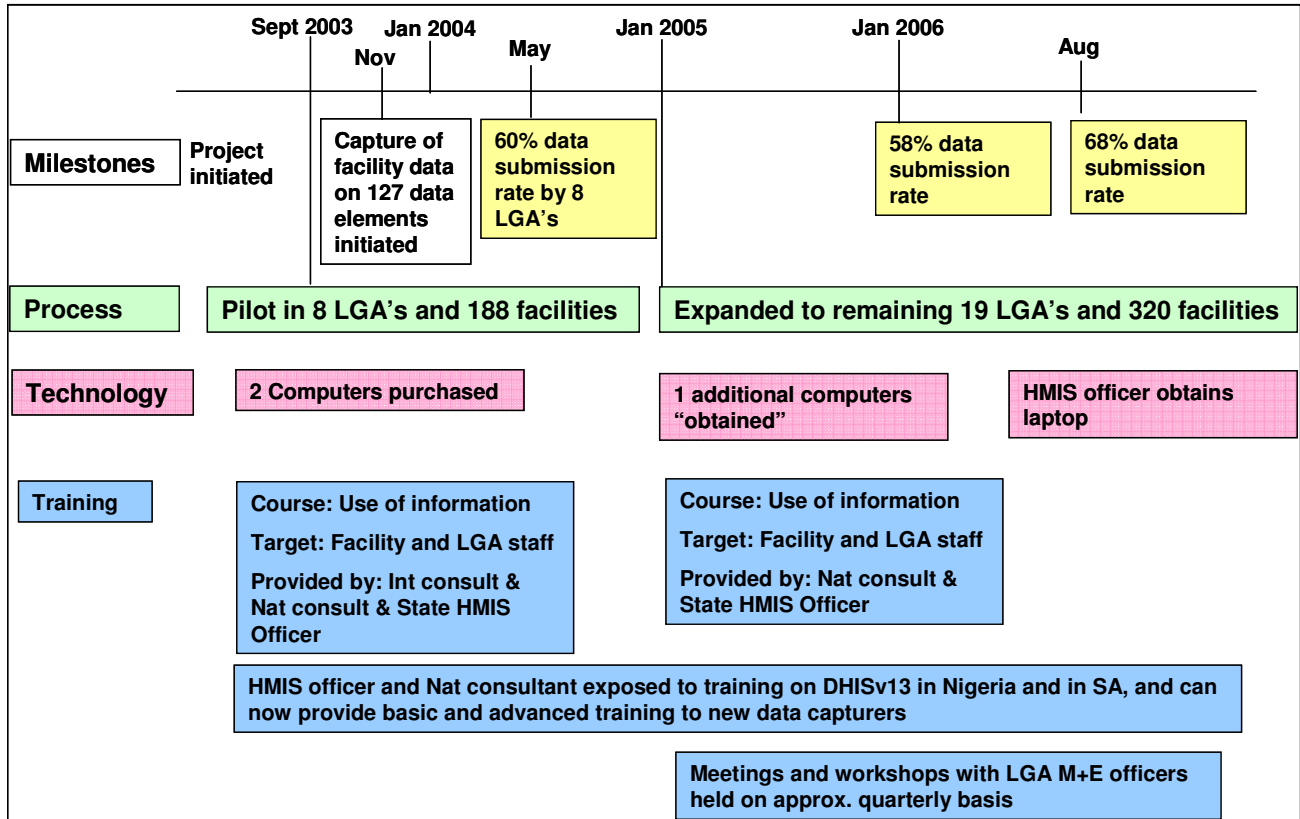 Sept 2003
Jan 2004
Jan 2005
Jan 2006
Nov
May
Aug
Milestones
Project
initiated
Capture of
facility data
on 127 data
elements
initiated
60% data
submission
rate by 8
LGA's
58% data
submission
rate
68% data
submission
rate
Process
Pilot in 8 LGA's and 188 facilities
Expanded to remaining 19 LGA's and 320 facilities
Technology
2 Computers purchased
1 additional computers
“obtained”
HMIS officer obtains
laptop
Training
Course: Use of information
Target: Facility and LGA staff
Provided by: Int consult &
Nat consult & State HMIS
Officer
Course: Use of information
Target: Facility and LGA staff
Provided by: Nat consult &
State HMIS Officer
HMIS officer and Nat consultant exposed to training on DHISv13 in Nigeria and in SA, and can
now provide basic and advanced training to new data capturers
Meetings and workshops with LGA M+E officers
held on approx. quarterly basis